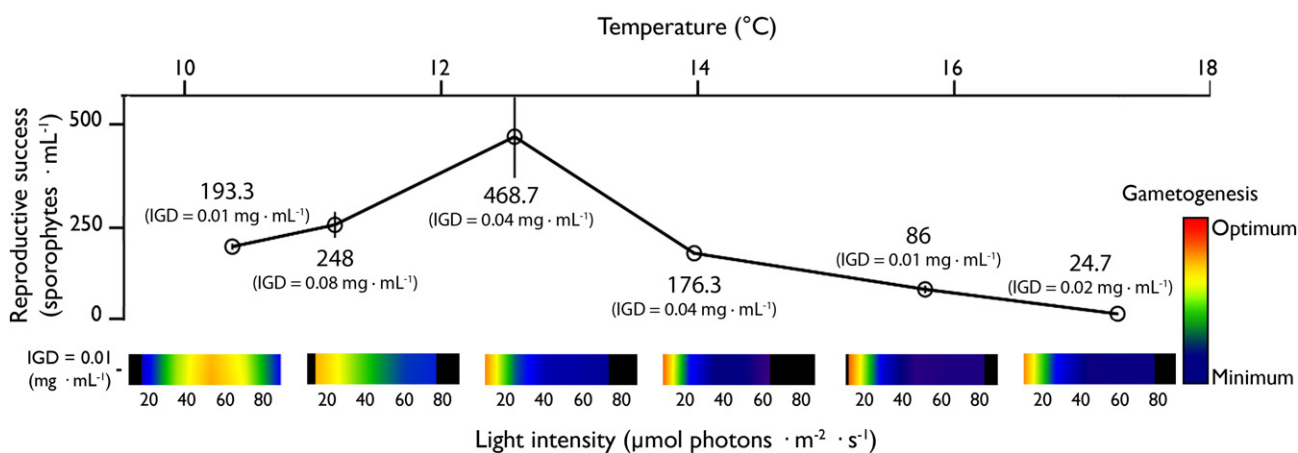 Temperature (°C)
10 12 14 16 18
Reproductive success
(sporophytes · mL⁻¹)
500
250
0
193.3
(IGD = 0.01 mg · mL⁻¹)
248
(IGD = 0.08 mg · mL⁻¹)
468.7
(IGD = 0.04 mg · mL⁻¹)
176.3
(IGD = 0.04 mg · mL⁻¹)
86
(IGD = 0.01 mg · mL⁻¹)
24.7
(IGD = 0.02 mg · mL⁻¹)
Gametogenesis
Optimum
Minimum
IGD = 0.01
(mg · mL⁻¹)
20 40 60 80 20 40 60 80 20 40 60 80 20 40 60 80 20 40 60 80 20 40 60 80
Light intensity (µmol photons · m⁻² · s⁻¹)